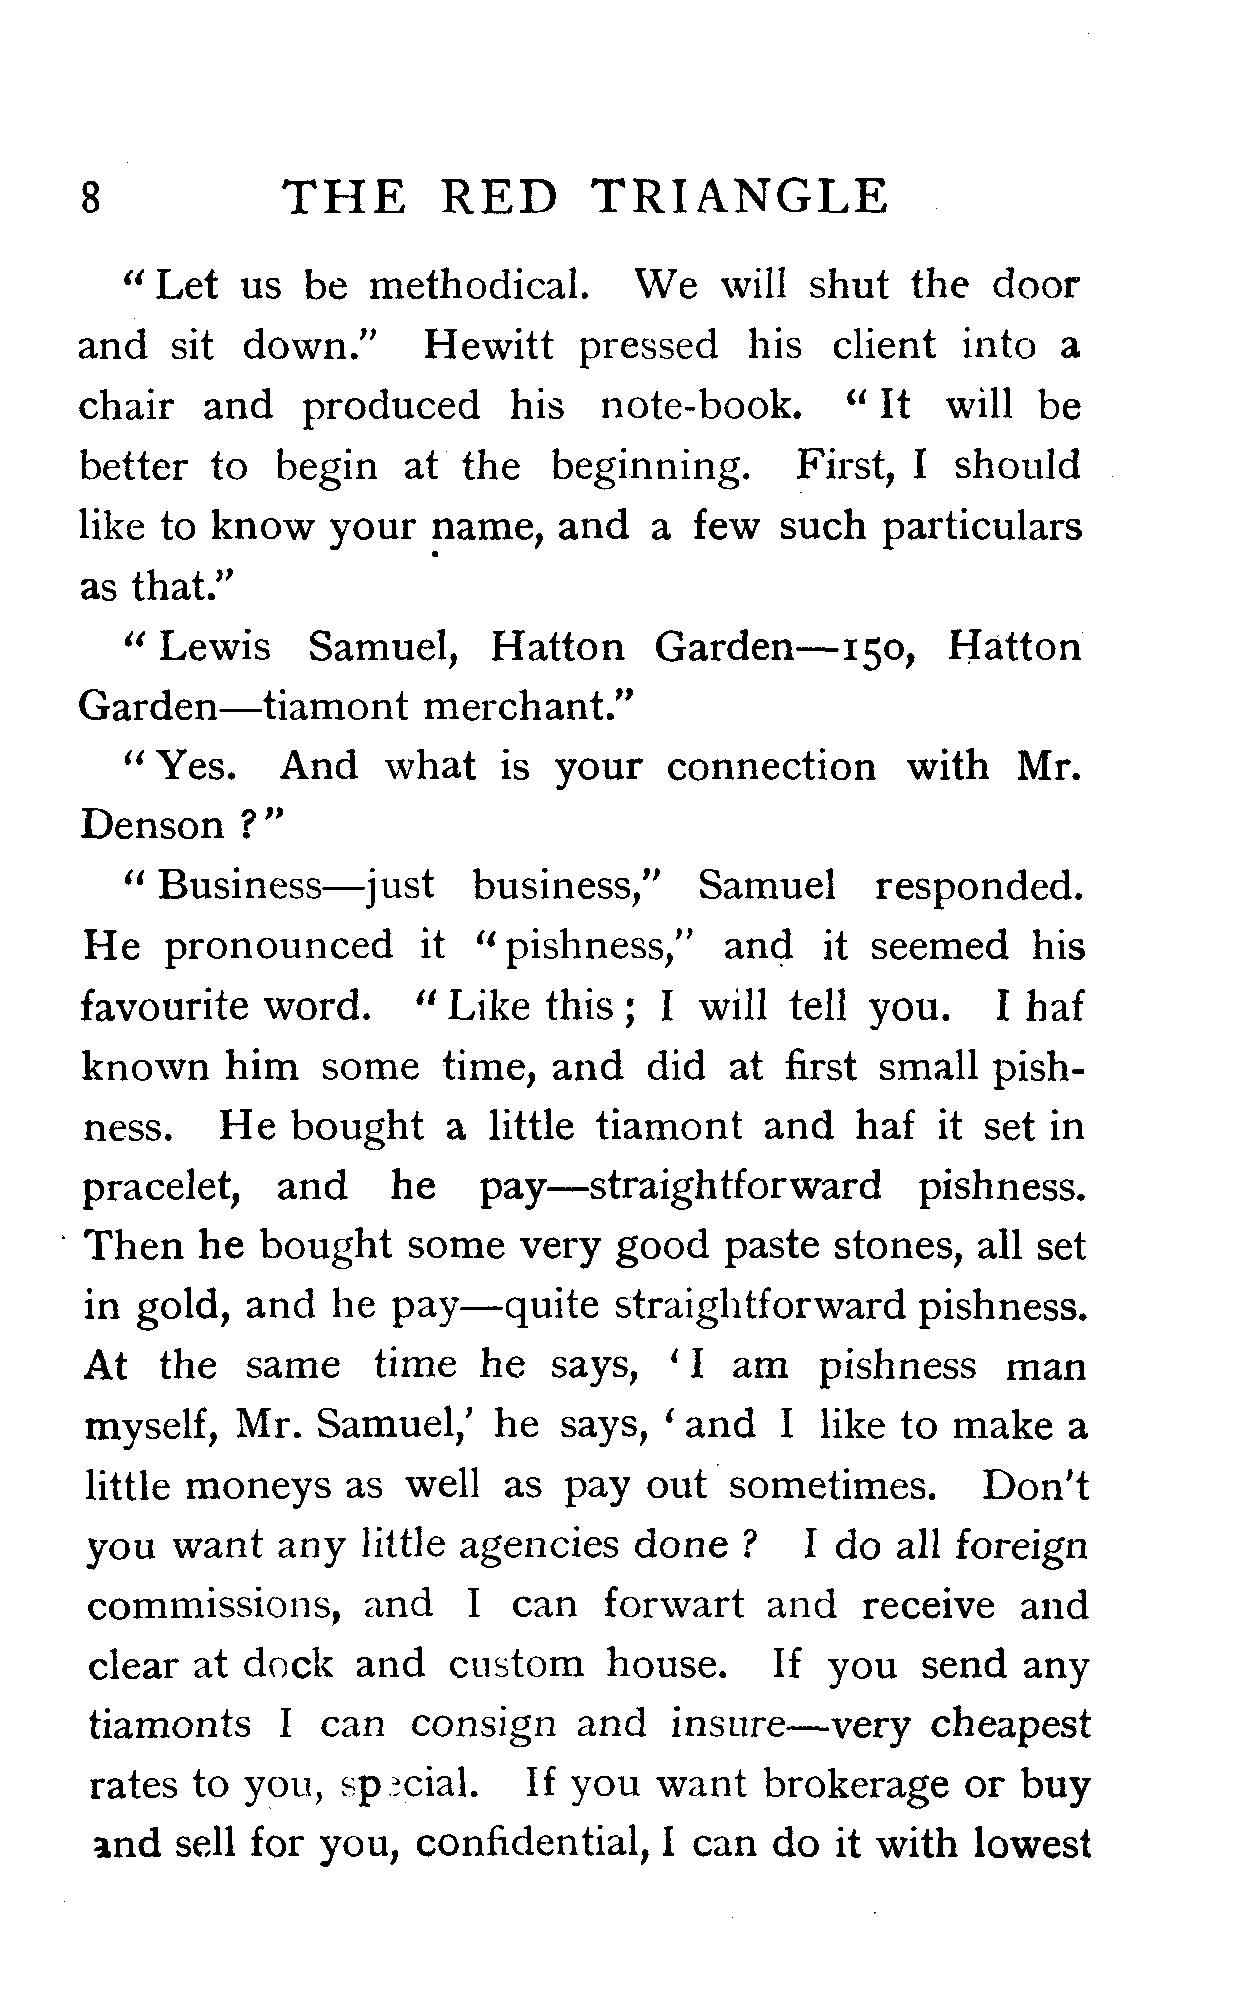 8 THE RED TRIANGLE
“ Let us be methodical. We will shut the door
and sit down.” Hewitt pressed his client into a
chair and produced his note-book. “ It will be
better to begin at the beginning. First, I should
like to know your name, and a few such particulars
as that.”
“ Lewis Samuel, Hatton Garden—150, Hatton
Garden—tiamont merchant.”
“ Yes. And what is your connection with Mr.
Denson ? ”
“ Business—just business,” Samuel responded.
He pronounced it “ pishness,” and it seemed his
favourite word. “ Like this ; I will tell you. I haf
known him some time, and did at first small pish-
ness. He bought a little tiamont and haf it set in
pracelet, and he pay—straightforward pishness.
Then he bought some very good paste stones, all set
in gold, and he pay—quite straightforward pishness.
At the same time he says, ‘ I am pishness man
myself, Mr. Samuel,’ he says, ‘ and I like to make a
little moneys as well as pay out sometimes. Don't
you want any little agencies done ? I do all foreign
commissions, and I can forwart and receive and
clear at dock and custom house. If you send any
tiamonts I can consign and insure—very cheapest
rates to you, special. If you want brokerage or buy
and sell for you, confidential, I can do it with lowest